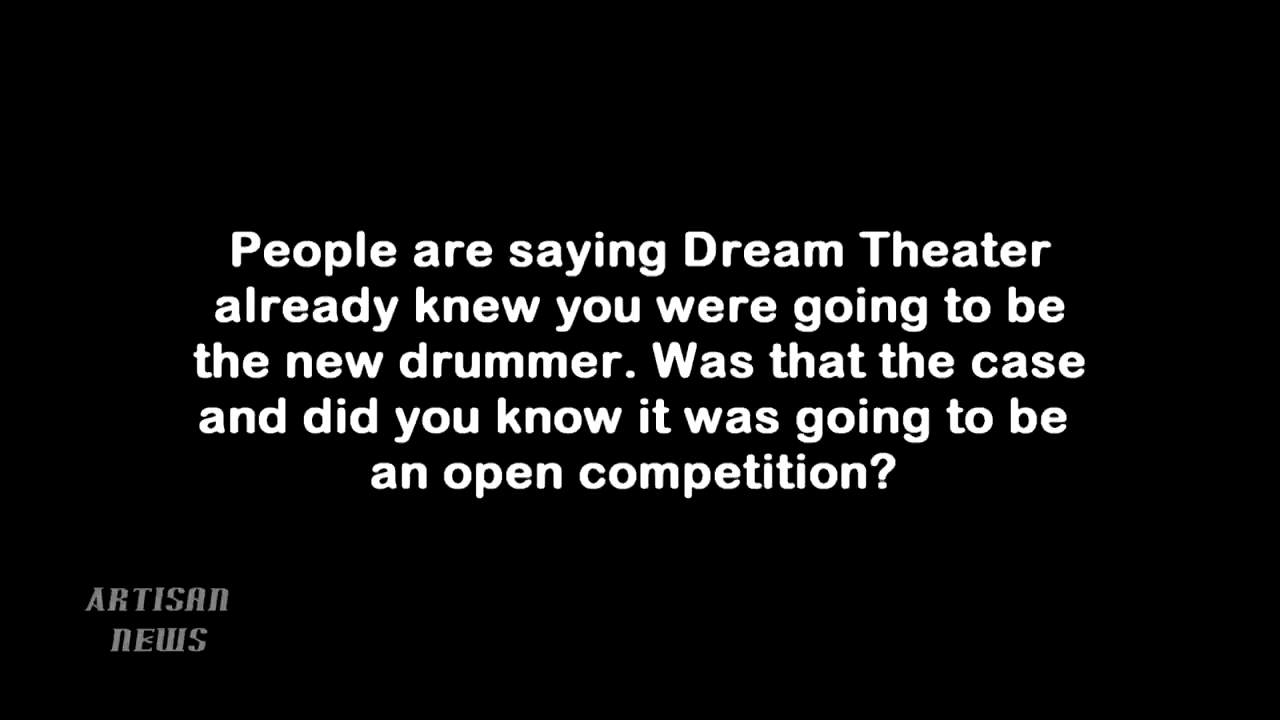 People are saying Dream Theater
already knew you were going to be
the new drummer. Was that the case
and did you know it was going to be
an open competition?
ARTISAN
NEWS